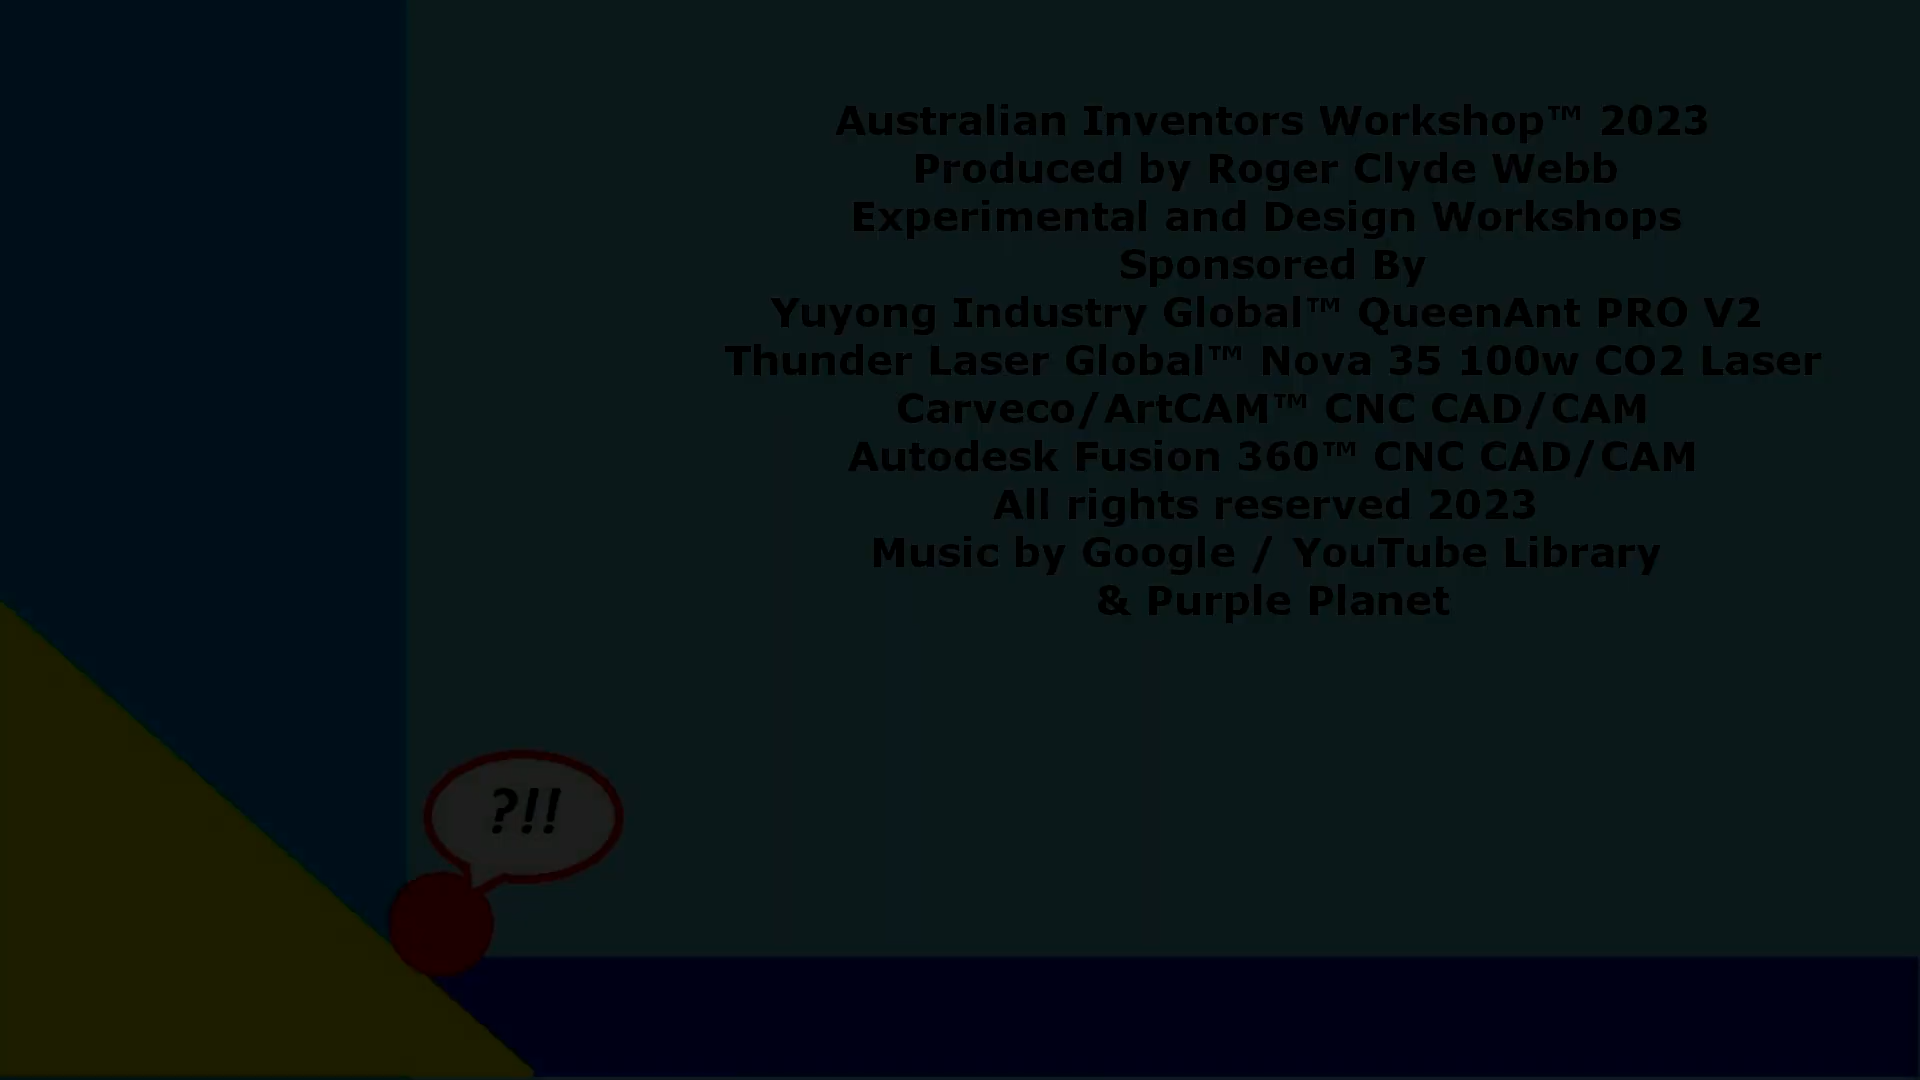 Australian Inventors Workshop™ 2023
Produced by Roger Clyde Webb
Experimental and Design Workshops
Sponsored By
Yuyong Industry Global™ QueenAnt PRO V2
Thunder Laser Global™ Nova 35 100w CO2 Laser
Carveco/ArtCAM™ CNC CAD/CAM
Autodesk Fusion 360™ CNC CAD/CAM
All rights reserved 2023
Music by Google / YouTube Library
& Purple Planet
?!!